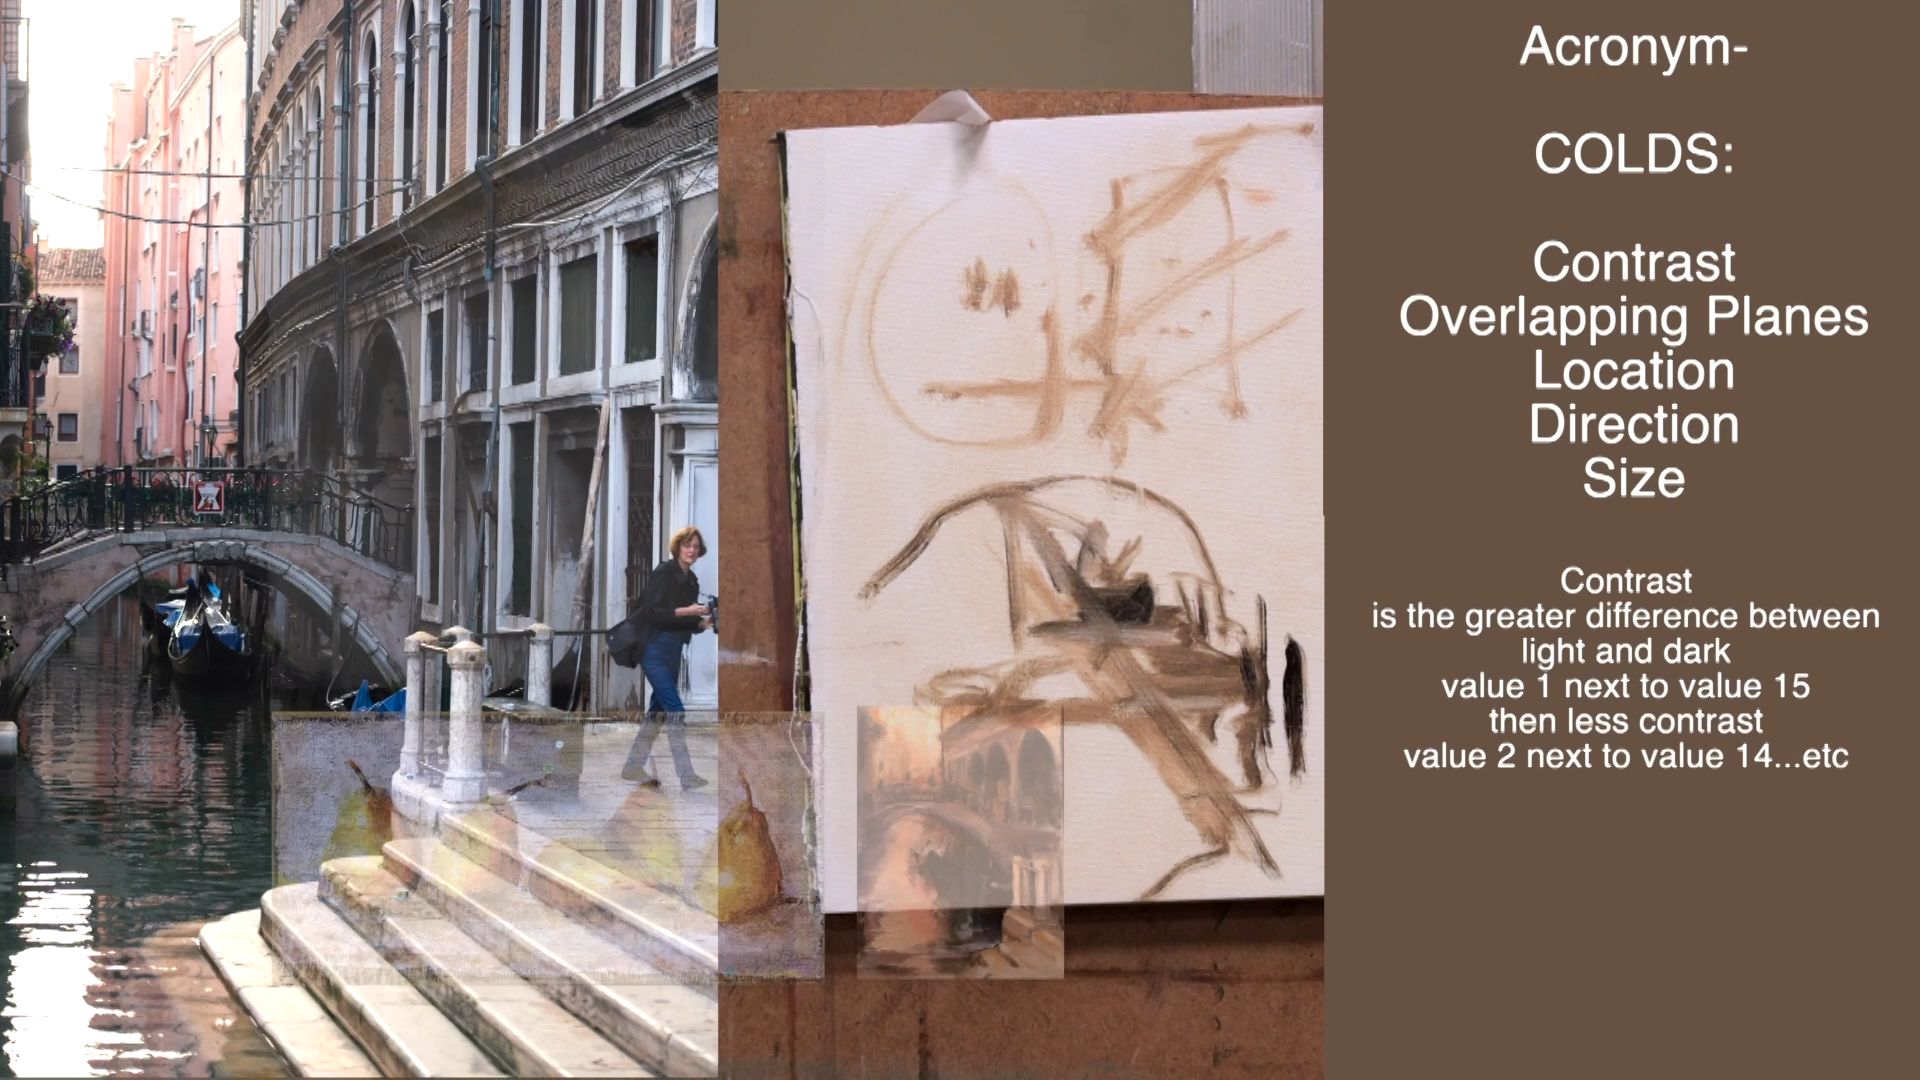 Acronym-
COLDS:
Contrast
Overlapping Planes
Location
Direction
Size
Contrast
is the greater difference between
light and dark
value 1 next to value 15
then less contrast
value 2 next to value 14...etc